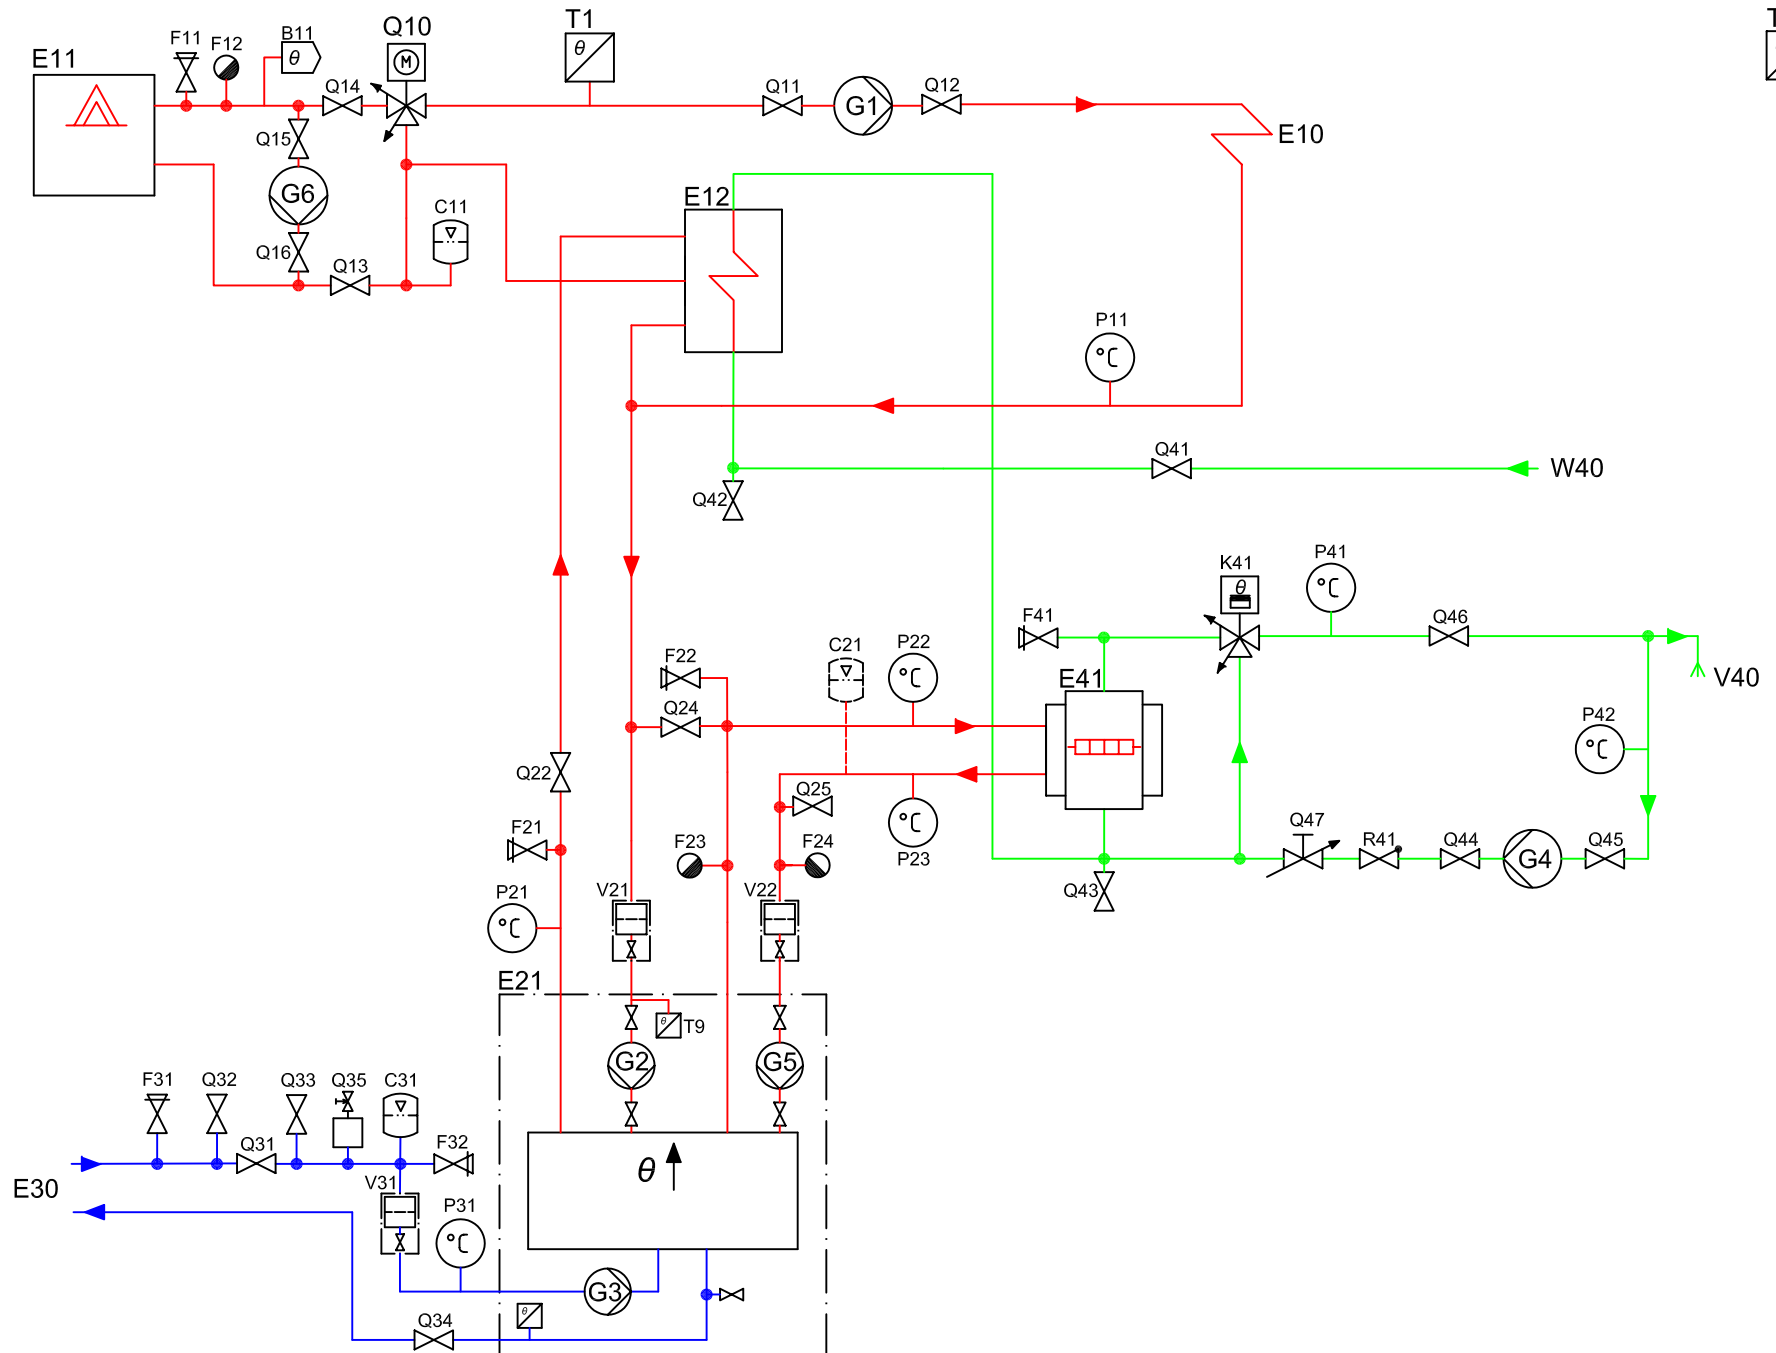 T1
T
Q10
F11
F12
B11
θ
θ
E11
M
Q14
Q11
G1
Q12
Q15
E10
G6
E12
C11
Q16
Q13
P11
°C
Q41
W40
Q42
K41
P41
θ
°C
F41
Q46
P22
C21
F22
°C
E41
V40
Q24
P42
°C
Q22
Q25
Q47
F21
F23
F24
°C
P23
R41
Q44
G4
Q45
P21
V21
V22
Q43
°C
E21
θ
T9
G2
G5
F31
Q32
Q33
Q35
C31
Q31
F32
θ
E30
V31
P31
°C
G3
θ
Q34